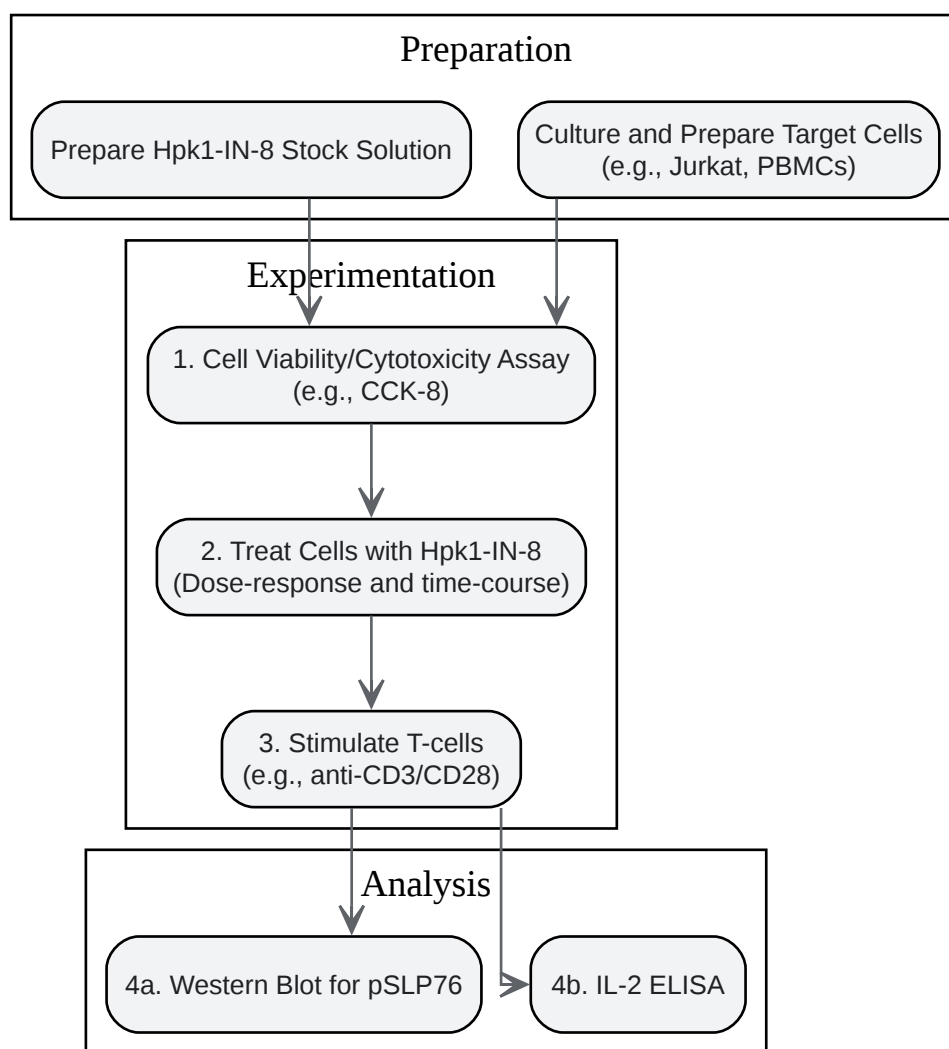 Preparation
Prepare Hpk1-IN-8 Stock Solution
Culture and Prepare Target Cells
(e.g., Jurkat, PBMCs)
Experimentation
1. Cell Viability/Cytotoxicity Assay
(e.g., CCK-8)
2. Treat Cells with Hpk1-IN-8
(Dose-response and time-course)
3. Stimulate T-cells
(e.g., anti-CD3/CD28)
Analysis
4a. Western Blot for pSLP76
4b. IL-2 ELISA